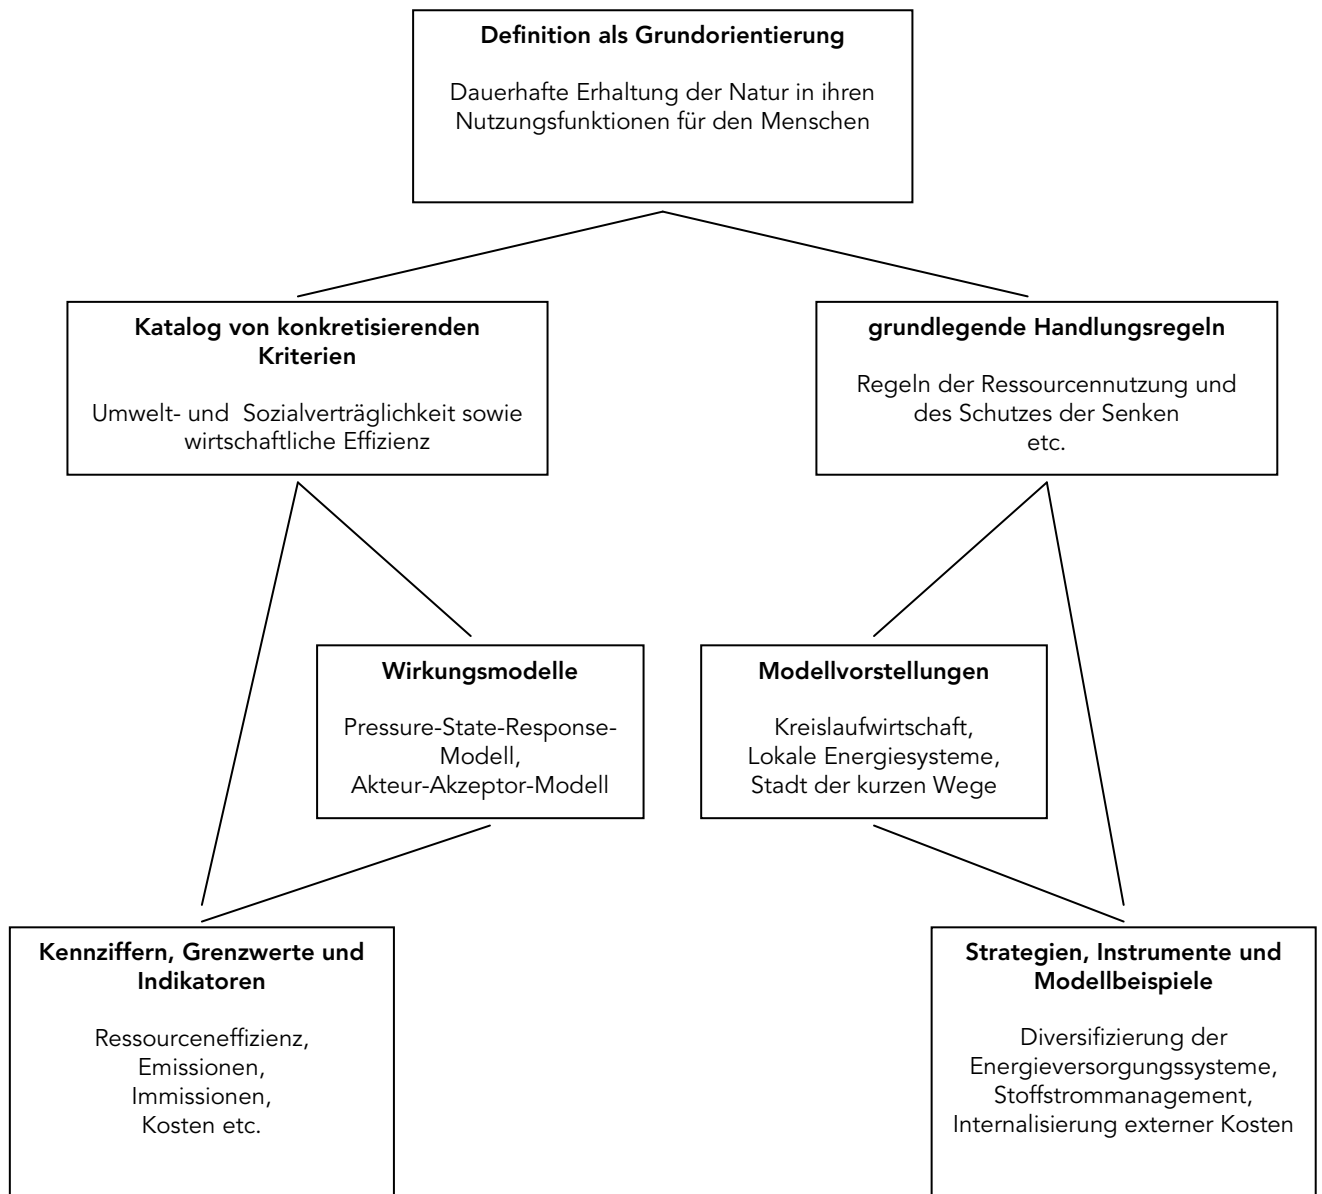 Definition als Grundorientierung
Dauerhafte Erhaltung der Natur in ihren
Nutzungsfunktionen für den Menschen
Katalog von konkretisierenden
Kriterien
Umwelt- und  Sozialverträglichkeit sowie
wirtschaftliche Effizienz
grundlegende Handlungsregeln
Regeln der Ressourcennutzung und
des Schutzes der Senken
etc.
Wirkungsmodelle
Pressure-State-Response-
Modell,
Akteur-Akzeptor-Modell
Modellvorstellungen
Kreislaufwirtschaft,
Lokale Energiesysteme,
Stadt der kurzen Wege
Kennziffern, Grenzwerte und
Indikatoren
Ressourceneffizienz,
Emissionen,
Immissionen,
Kosten etc.
Strategien, Instrumente und
Modellbeispiele
Diversifizierung der
Energieversorgungssysteme,
Stoffstrommanagement,
Internalisierung externer Kosten